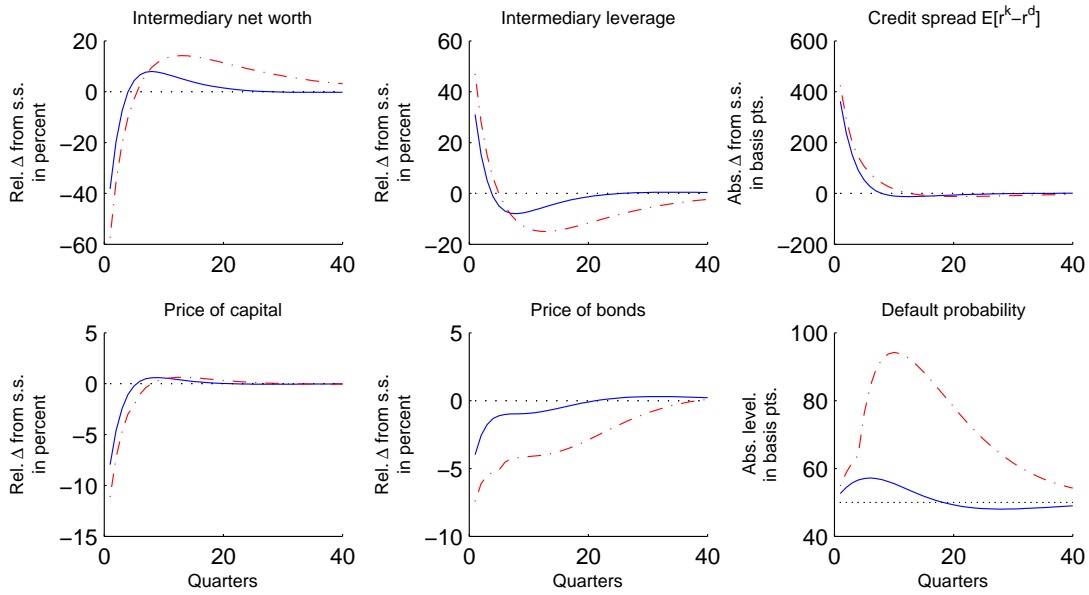 Intermediary net worth
Rel. Δ from s.s.
in percent
20
0
−20
−40
−60
0 20 40
Intermediary leverage
Rel. Δ from s.s.
in percent
60
40
20
0
−20
0 20 40
Credit spread E[r^k−r^d]
Abs. Δ from s.s.
in basis pts.
600
400
200
0
−200
0 20 40
Price of capital
Rel. Δ from s.s.
in percent
5
0
−5
−10
−15
0 20 40
Quarters
Price of bonds
Rel. Δ from s.s.
in percent
5
0
−5
−10
0 20 40
Quarters
Default probability
Abs. level.
in basis pts.
100
80
60
40
0 20 40
Quarters